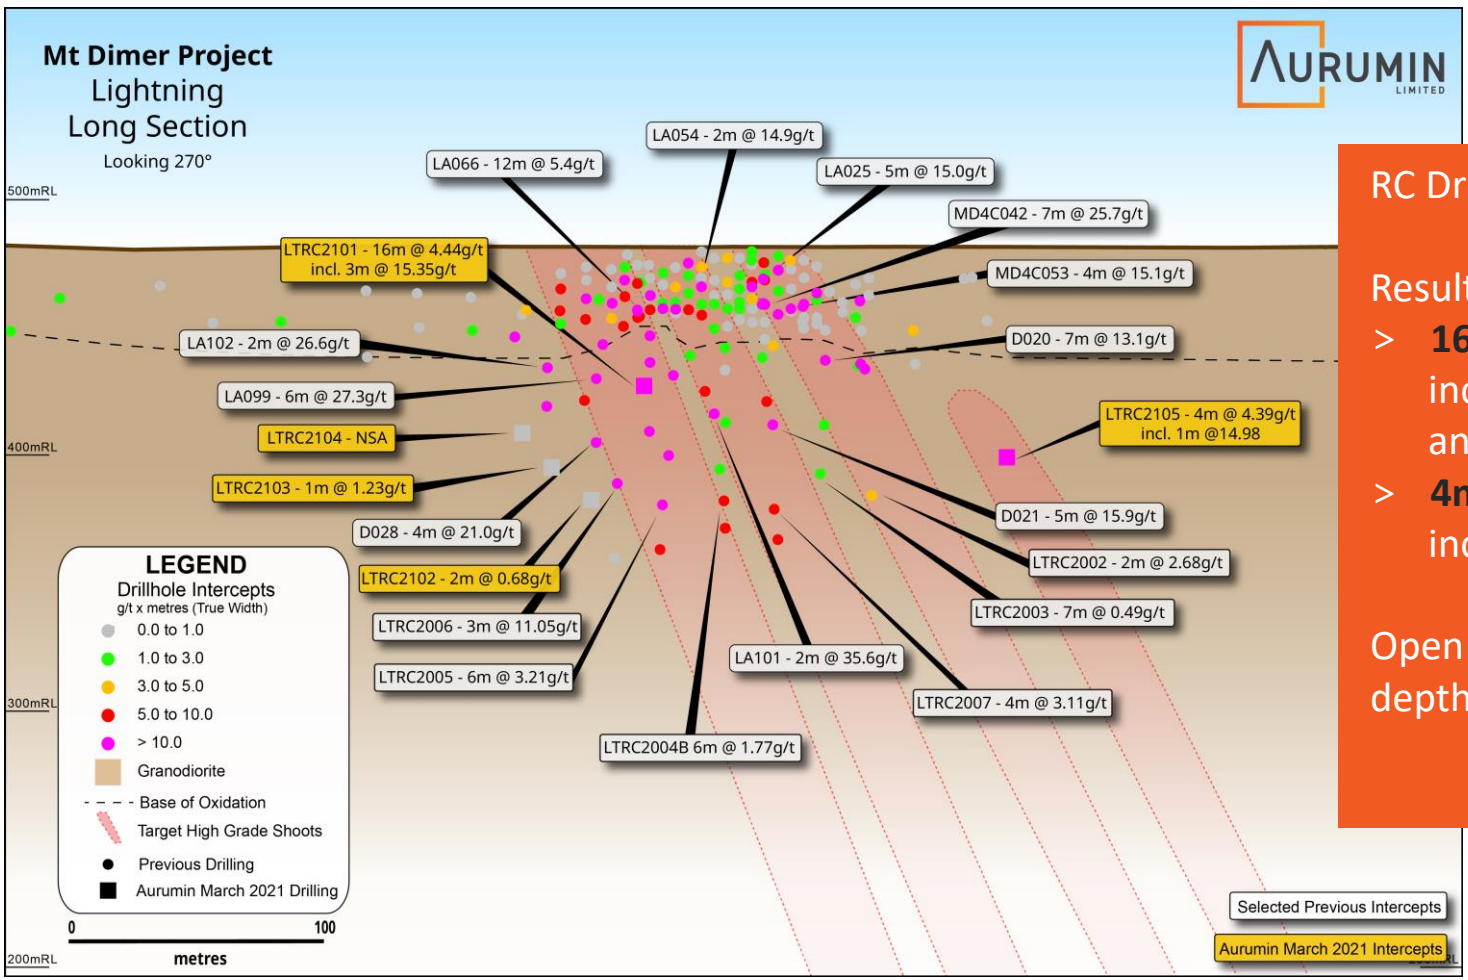 Mt Dimer Project
Lightning
Long Section
Looking 270°
AURUMIN
LIMITED
500mRL
400mRL
300mRL
200mRL
LA054 - 2m @ 14.9g/t
LA066 - 12m @ 5.4g/t
LA025 - 5m @ 15.0g/t
MD4C042 - 7m @ 25.7g/t
LTRC2101 - 16m @ 4.44g/t
incl. 3m @ 15.35g/t
MD4C053 - 4m @ 15.1g/t
LA102 - 2m @ 26.6g/t
D020 - 7m @ 13.1g/t
LA099 - 6m @ 27.3g/t
LTRC2104 - NSA
LTRC2105 - 4m @ 4.39g/t
incl. 1m @14.98
LTRC2103 - 1m @ 1.23g/t
D028 - 4m @ 21.0g/t
D021 - 5m @ 15.9g/t
LTRC2102 - 2m @ 0.68g/t
LTRC2002 - 2m @ 2.68g/t
LTRC2006 - 3m @ 11.05g/t
LTRC2003 - 7m @ 0.49g/t
LTRC2005 - 6m @ 3.21g/t
LA101 - 2m @ 35.6g/t
LTRC2007 - 4m @ 3.11g/t
LTRC2004B 6m @ 1.77g/t
LEGEND
Drillhole Intercepts
g/t x metres (True Width)
0.0 to 1.0
1.0 to 3.0
3.0 to 5.0
5.0 to 10.0
> 10.0
Granodiorite
Base of Oxidation
Target High Grade Shoots
Previous Drilling
Aurumin March 2021 Drilling
0 100
metres
Selected Previous Intercepts
Aurumin March 2021 Intercepts
RC Dr
Result
> 16
inc
an
> 4m
inc
Open
depth